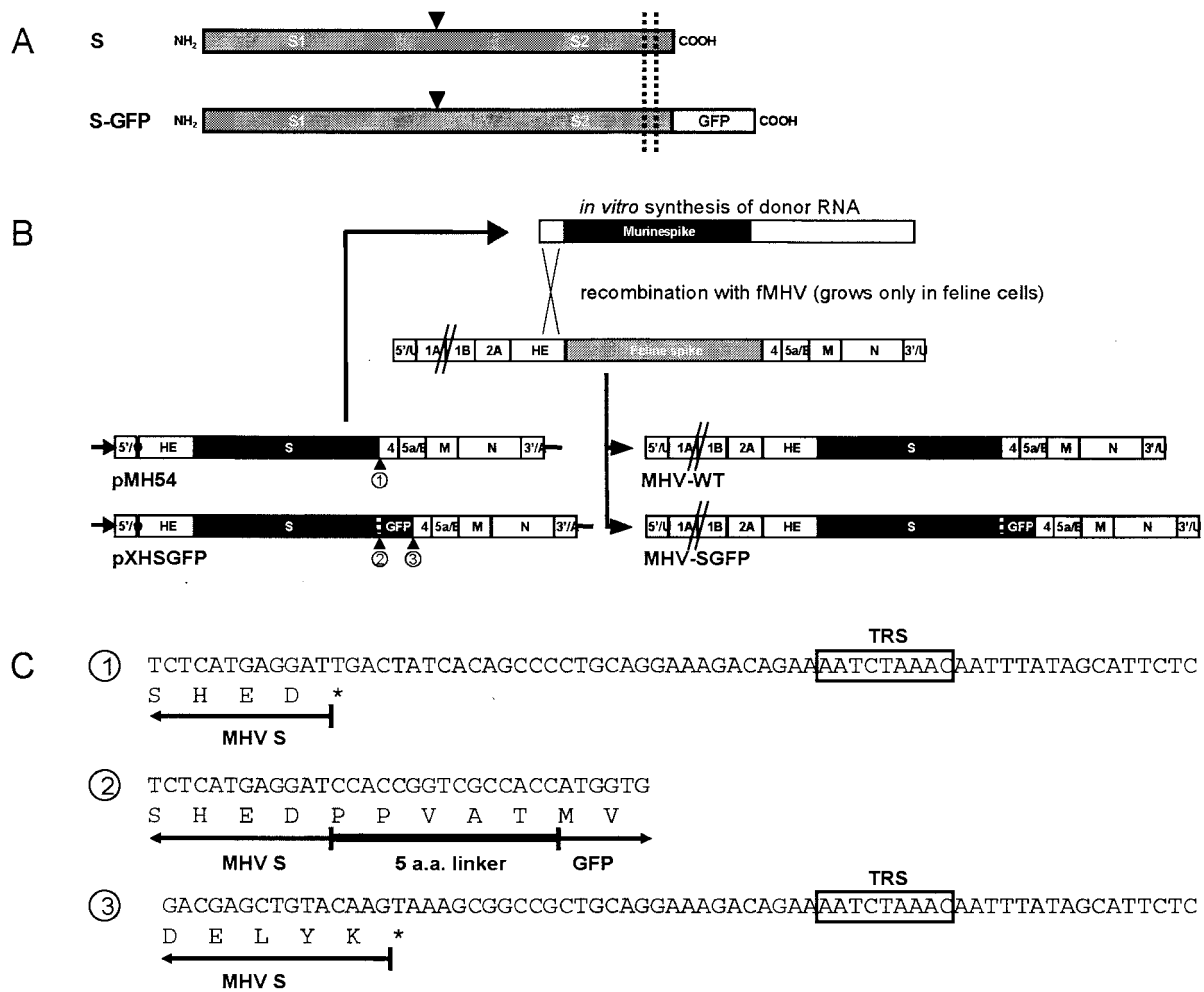 A
S
NH2
S1
S2
COOH
S-GFP
NH2
S1
S2
GFP
COOH
B
in vitro synthesis of donor RNA
Murinespike
recombination with fMHV (grows only in feline cells)
5'/U 1A 1B 2A HE Feline spike 4 5a/E M N 3'/U
HE S 4 5a/E M N 3'/A
pMH54
1
5'/U 1A 1B 2A HE S 4 5a/E M N 3'/U
MHV-WT
HE S GFP 4 5a/E M N 3'/A
pXHSGFP
2 3
5'/U 1A 1B 2A HE S GFP 4 5a/E M N 3'/U
MHV-SGFP
C
TRS
1 TCTCATGAGGATTGACTATCACAGCCCCTGCAGGAAAGACAGAAAATCTAAACAATTTATAGCATTCTC
S H E D *
MHV S
2 TCTCATGAGGATCCACCGGTCGCCACCATGGTG
S H E D P P V A T M V
MHV S 5 a.a. linker GFP
TRS
3 GACGAGCTGTACAAGTAAAGCGGCCGCTGCAGGAAAGACAGAAAATCTAAACAATTTATAGCATTCTC
D E L Y K *
MHV S